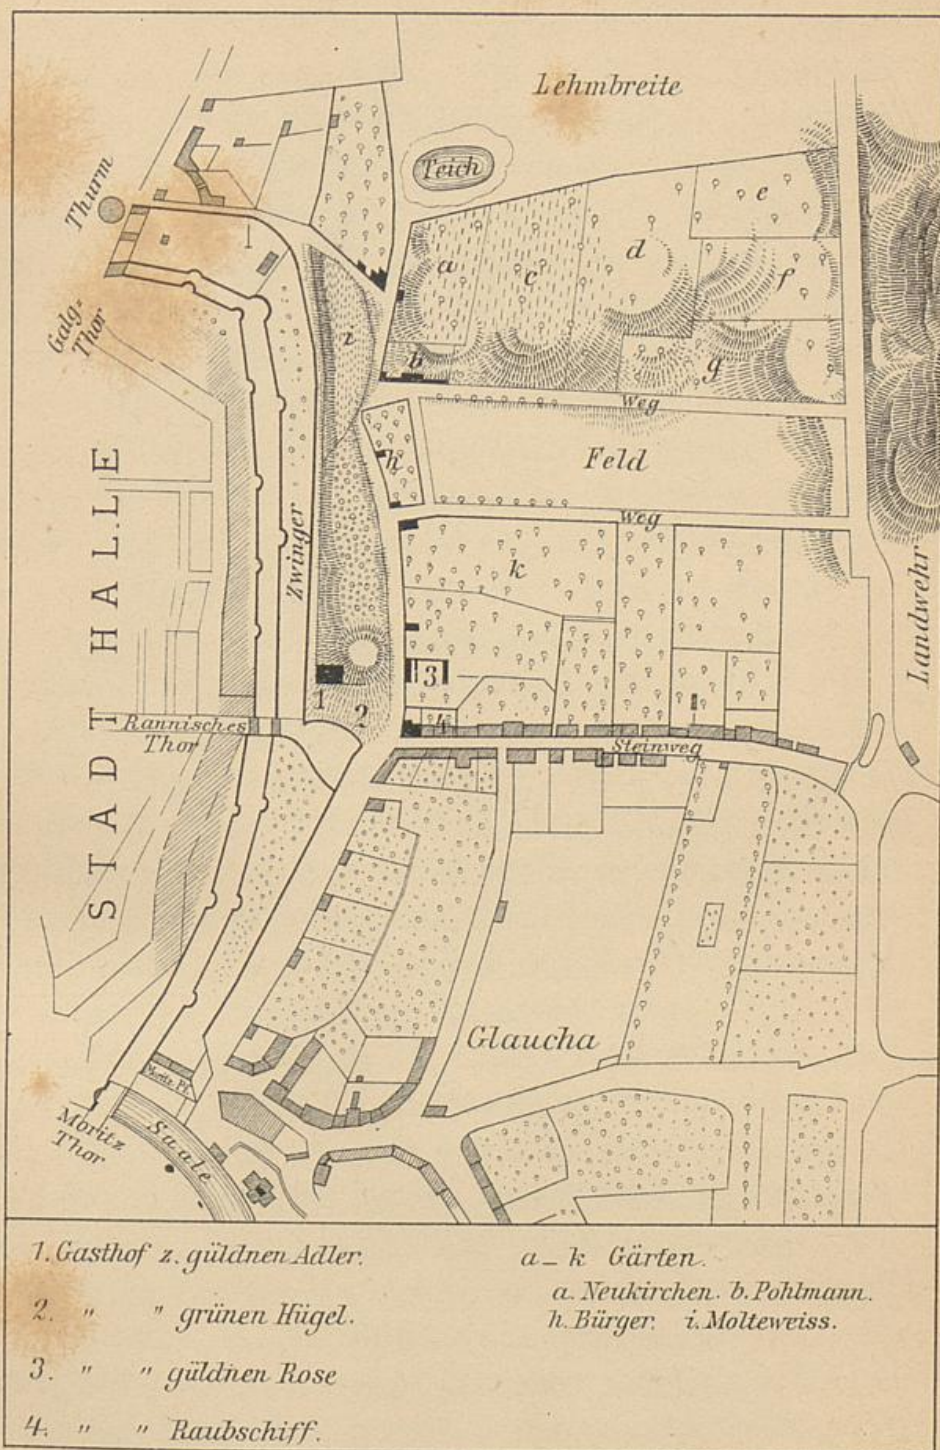 Lehmbreite
Teich
Thurm
e
a
c
d
f
Galg-
Thor
i
b
g
Weg
h
Feld
STADT HALLE
Zwinger
Weg
k
Landwehr
3
1
2
4
Rannisches
Thor
Steinweg
Glaucha
Moritz
Thor
Saale
1. Gasthof z. güldnen Adler.
2. " " grünen Hügel.
3. " " güldnen Rose
4. " " Raubschiff.
a - k Gärten.
a. Neukirchen. b. Pohlmann.
h. Bürger. i. Molteweiss.